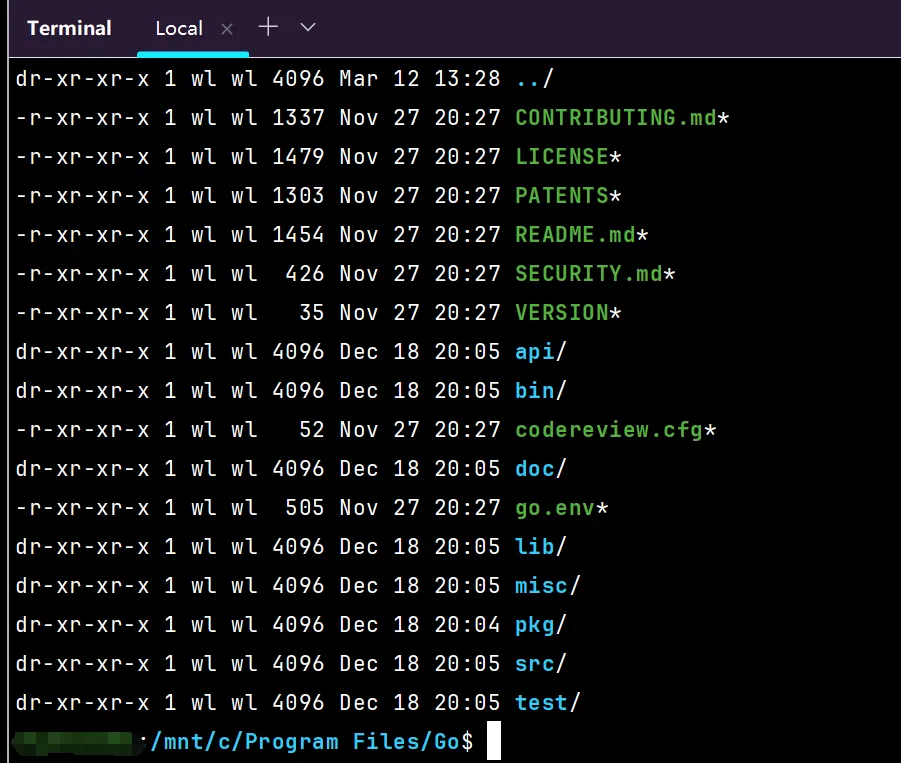 Terminal Local × +
dr-xr-xr-x 1 wl wl 4096 Mar 12 13:28 ../
-r-xr-xr-x 1 wl wl 1337 Nov 27 20:27 CONTRIBUTING.md*
-r-xr-xr-x 1 wl wl 1479 Nov 27 20:27 LICENSE*
-r-xr-xr-x 1 wl wl 1303 Nov 27 20:27 PATENTS*
-r-xr-xr-x 1 wl wl 1454 Nov 27 20:27 README.md*
-r-xr-xr-x 1 wl wl  426 Nov 27 20:27 SECURITY.md*
-r-xr-xr-x 1 wl wl   35 Nov 27 20:27 VERSION*
dr-xr-xr-x 1 wl wl 4096 Dec 18 20:05 api/
dr-xr-xr-x 1 wl wl 4096 Dec 18 20:05 bin/
-r-xr-xr-x 1 wl wl   52 Nov 27 20:27 codereview.cfg*
dr-xr-xr-x 1 wl wl 4096 Dec 18 20:05 doc/
-r-xr-xr-x 1 wl wl  505 Nov 27 20:27 go.env*
dr-xr-xr-x 1 wl wl 4096 Dec 18 20:05 lib/
dr-xr-xr-x 1 wl wl 4096 Dec 18 20:05 misc/
dr-xr-xr-x 1 wl wl 4096 Dec 18 20:04 pkg/
dr-xr-xr-x 1 wl wl 4096 Dec 18 20:05 src/
dr-xr-xr-x 1 wl wl 4096 Dec 18 20:05 test/
:/mnt/c/Program Files/Go$